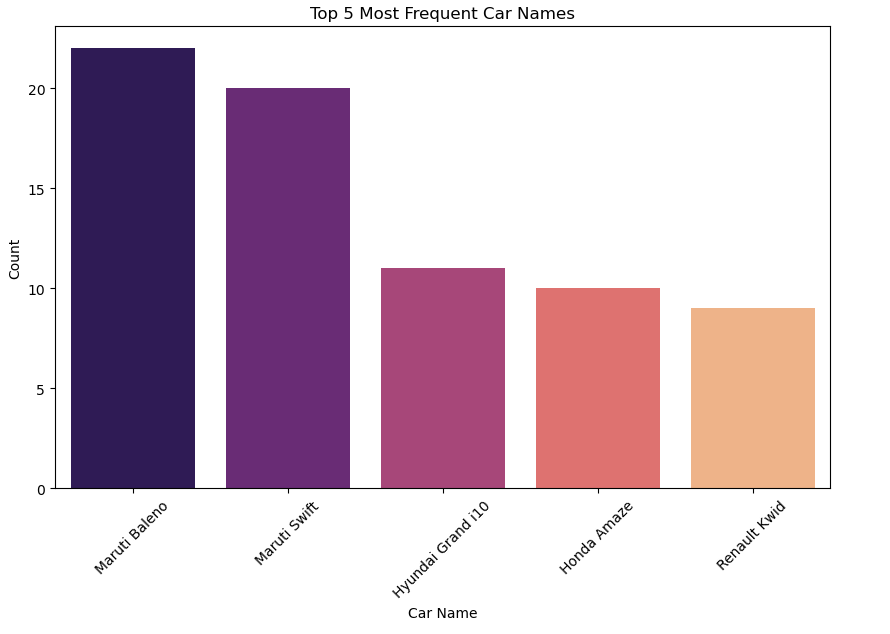 Top 5 Most Frequent Car Names
Count
20
15
10
5
0
Maruti Baleno
Maruti Swift
Hyundai Grand i10
Honda Amaze
Renault Kwid
Car Name